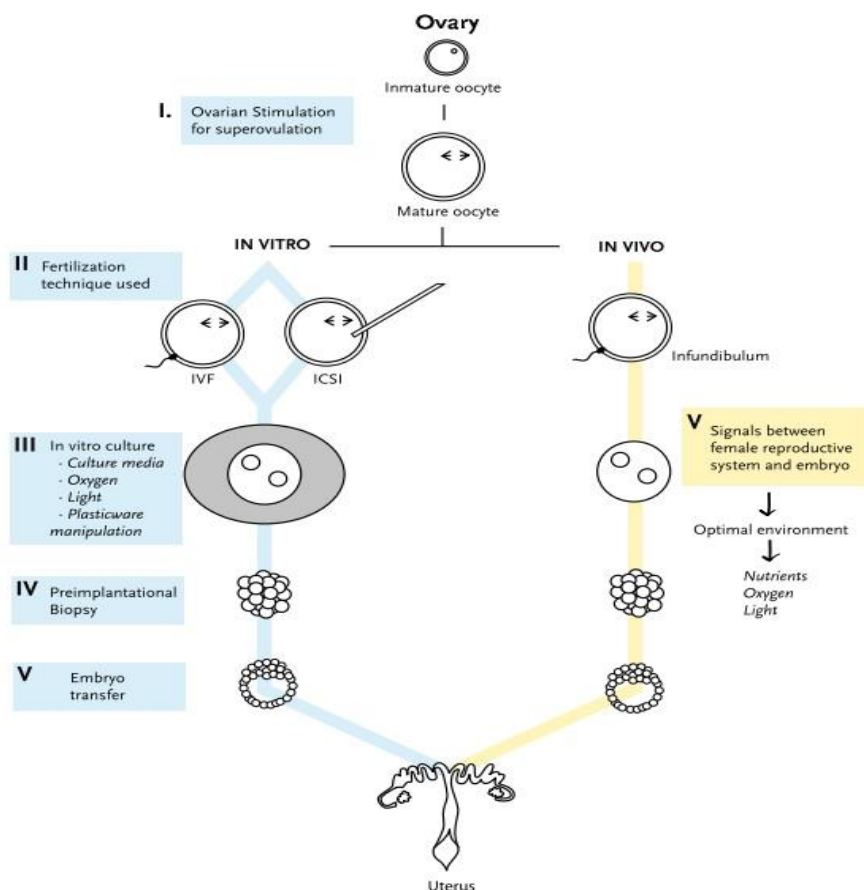 Ovary
Inmature oocyte
I. Ovarian Stimulation
for superovulation
Mature oocyte
IN VITRO
IN VIVO
II Fertilization
technique used
IVF
ICSI
Infundibulum
III In vitro culture
- Culture media
- Oxygen
- Light
- Plasticware
manipulation
V Signals between
female reproductive
system and embryo
Optimal environment
Nutrients
Oxygen
Light
IV Preimplantational
Biopsy
V Embryo
transfer
Uterus